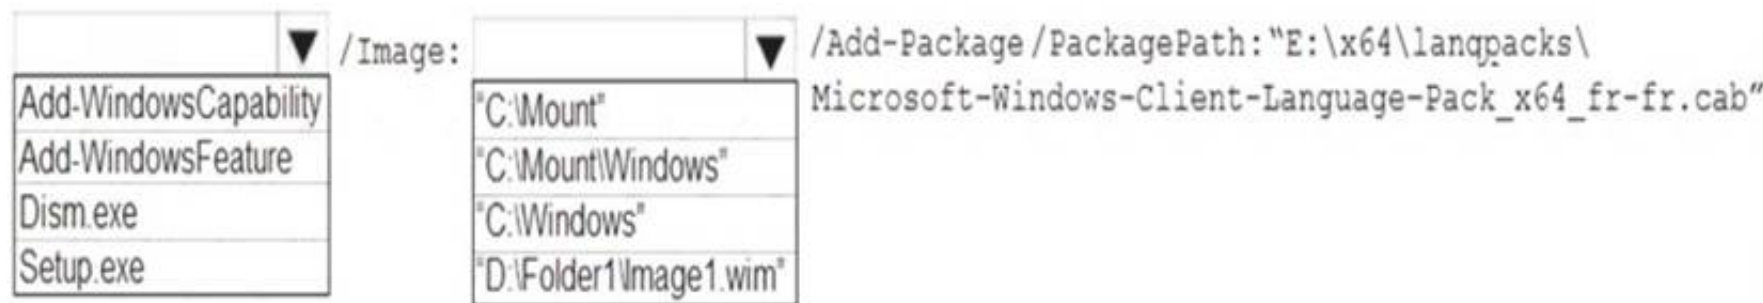 /Image: /Add-Package /PackagePath:“E:\x64\langpacks\
Microsoft-Windows-Client-Language-Pack_x64_fr-fr.cab”
Add-WindowsCapability
Add-WindowsFeature
Dism.exe
Setup.exe
"C:\Mount"
"C:\Mount\Windows"
"C:\Windows"
"D:\Folder1\Image1.wim"